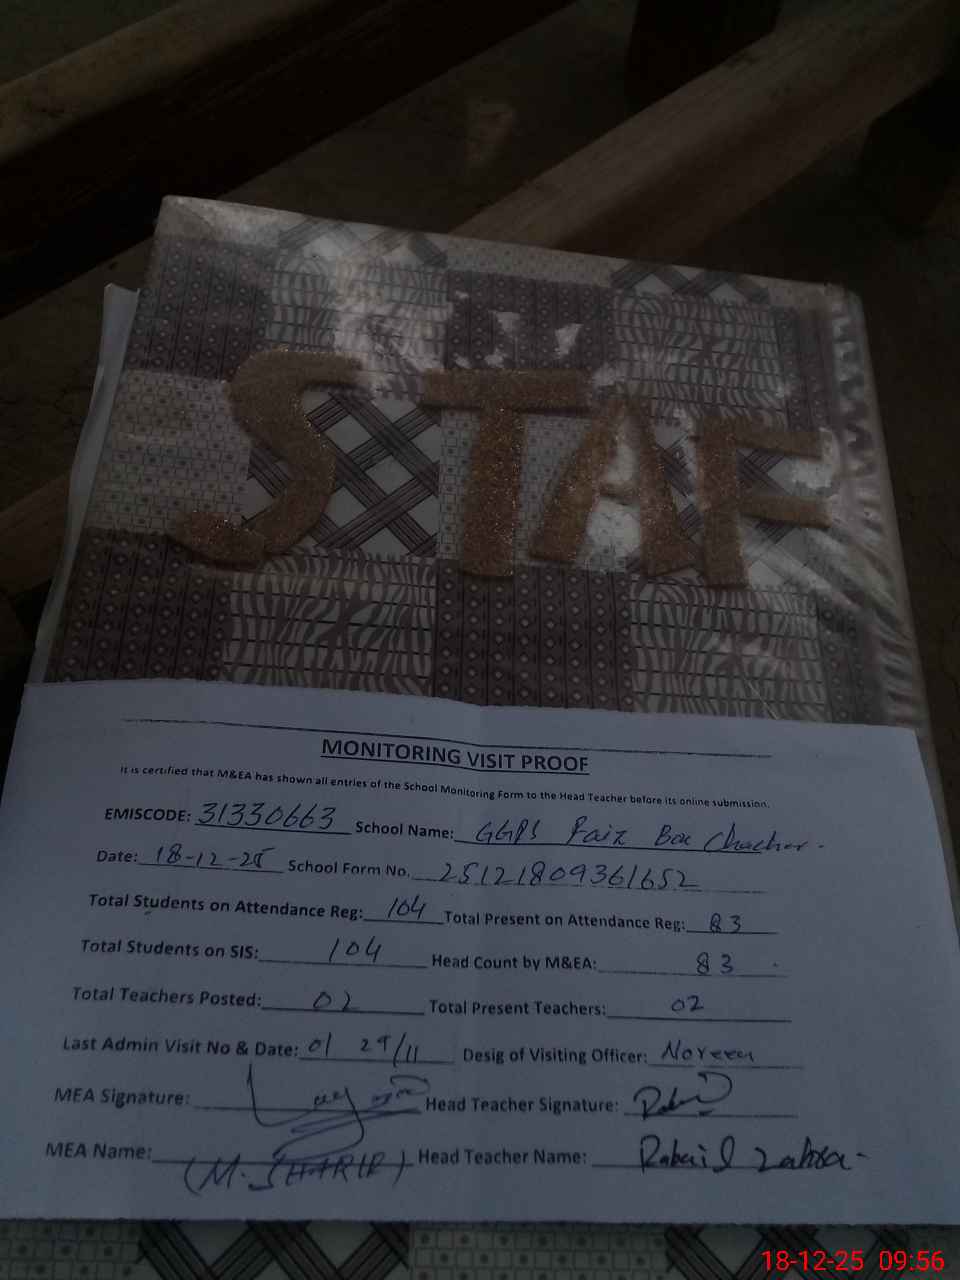 STAF
MONITORING VISIT PROOF
It is certified that M&EA has shown all entries of the School Monitoring Form to the Head Teacher before its online submission.
EMISCODE: 31330663 School Name: GGPS Faiz Bux Chachar
Date: 18-12-25 School Form No. 25121809361652
Total Students on Attendance Reg: 104 Total Present on Attendance Reg: 83
Total Students on SIS: 104 Head Count by M&EA: 83
Total Teachers Posted: 02 Total Present Teachers: 02
Last Admin Visit No & Date: 01 29/11 Desig of Visiting Officer: Noreen
MEA Signature: Head Teacher Signature:
MEA Name: (M. SHARIF) Head Teacher Name:
18-12-25 09:56